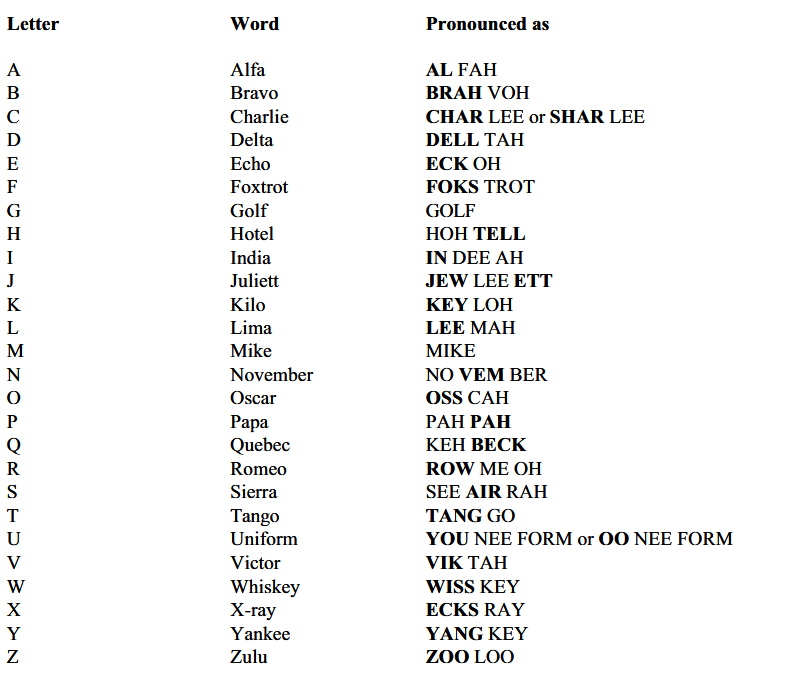 Letter Word Pronounced as
A Alfa AL FAH
B Bravo BRAH VOH
C Charlie CHAR LEE or SHAR LEE
D Delta DELL TAH
E Echo ECK OH
F Foxtrot FOKS TROT
G Golf GOLF
H Hotel HOH TELL
I India IN DEE AH
J Juliett JEW LEE ETT
K Kilo KEY LOH
L Lima LEE MAH
M Mike MIKE
N November NO VEM BER
O Oscar OSS CAH
P Papa PAH PAH
Q Quebec KEH BECK
R Romeo ROW ME OH
S Sierra SEE AIR RAH
T Tango TANG GO
U Uniform YOU NEE FORM or OO NEE FORM
V Victor VIK TAH
W Whiskey WISS KEY
X X-ray ECKS RAY
Y Yankee YANG KEY
Z Zulu ZOO LOO